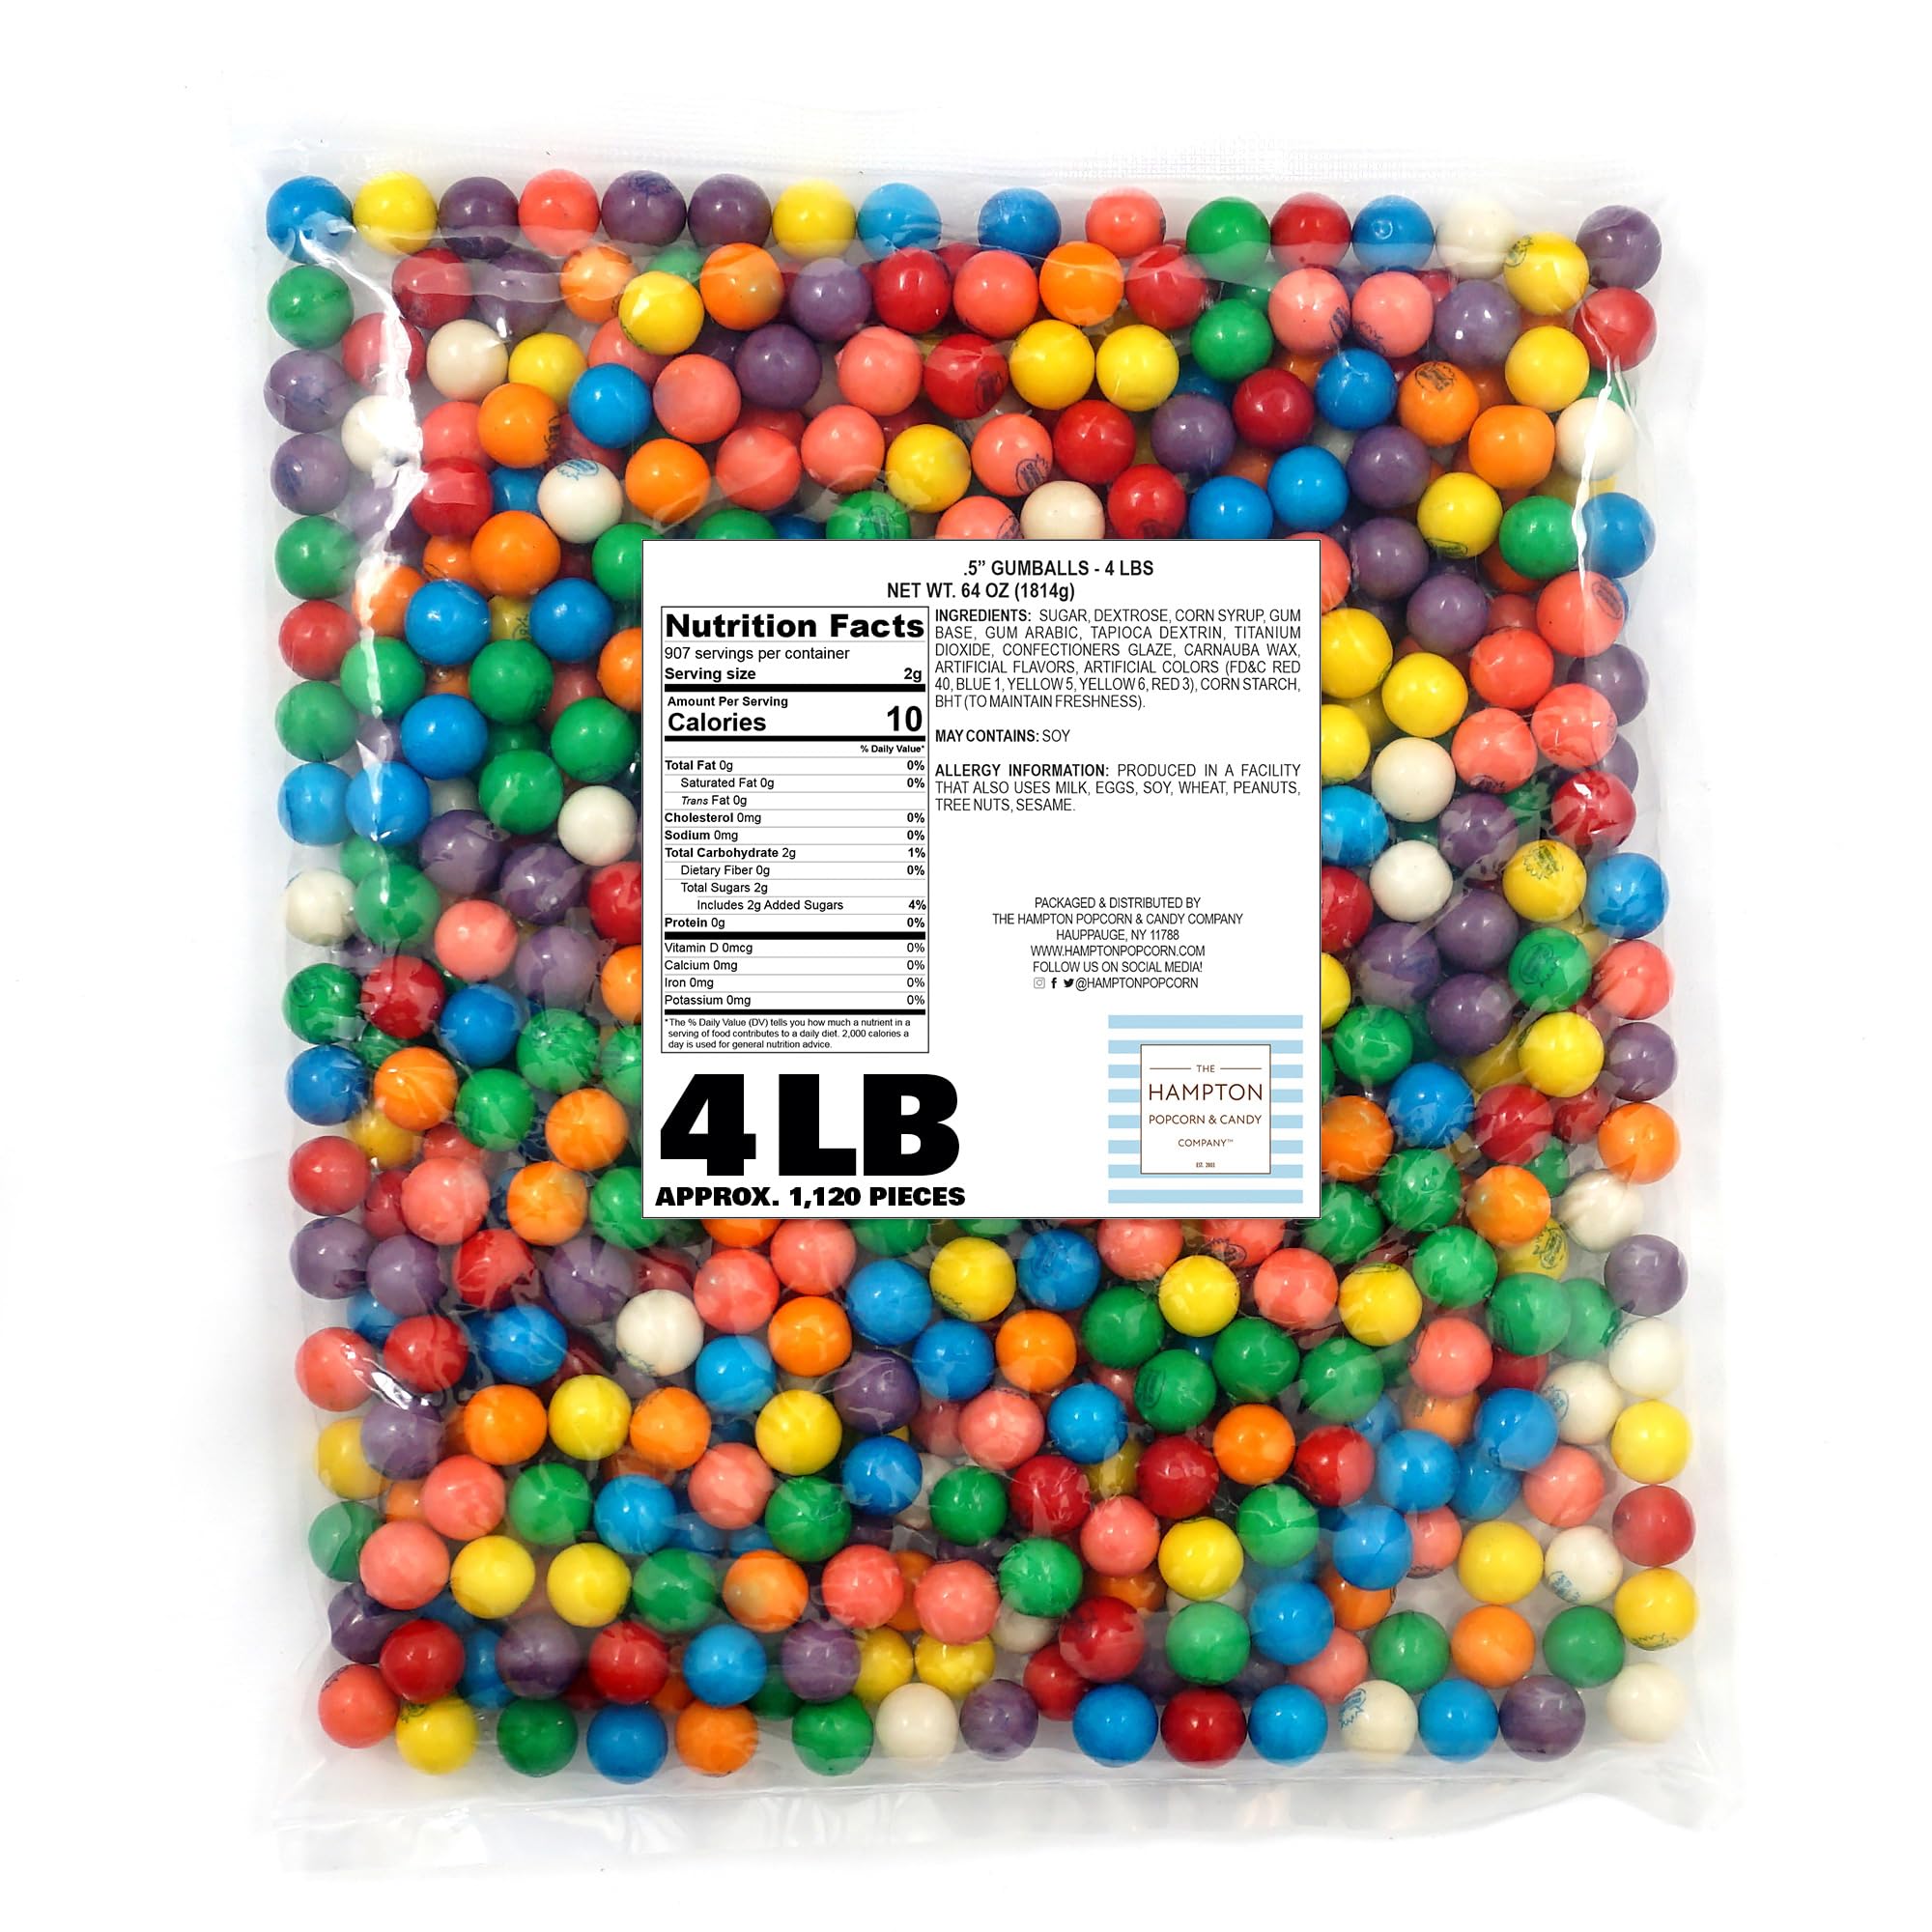 .5” GUMBALLS - 4 LBS
NET WT. 64 OZ (1814g)
Nutrition Facts
907 servings per container
Serving size 2g
Amount Per Serving
Calories 10
% Daily Value*
Total Fat 0g 0%
Saturated Fat 0g 0%
Trans Fat 0g
Cholesterol 0mg 0%
Sodium 0mg 0%
Total Carbohydrate 2g 1%
Dietary Fiber 0g 0%
Total Sugars 2g
Includes 2g Added Sugars 4%
Protein 0g 0%
Vitamin D 0mcg 0%
Calcium 0mg 0%
Iron 0mg 0%
Potassium 0mg 0%
*The % Daily Value (DV) tells you how much a nutrient in a
serving of food contributes to a daily diet. 2,000 calories a
day is used for general nutrition advice.
INGREDIENTS: SUGAR, DEXTROSE, CORN SYRUP, GUM
BASE, GUM ARABIC, TAPIOCA DEXTRIN, TITANIUM
DIOXIDE, CONFECTIONERS GLAZE, CARNAUBA WAX,
ARTIFICIAL FLAVORS, ARTIFICIAL COLORS (FD&C RED
40, BLUE 1, YELLOW 5, YELLOW 6, RED 3), CORN STARCH,
BHT (TO MAINTAIN FRESHNESS).
MAY CONTAINS: SOY
ALLERGY INFORMATION: PRODUCED IN A FACILITY
THAT ALSO USES MILK, EGGS, SOY, WHEAT, PEANUTS,
TREE NUTS, SESAME.
PACKAGED & DISTRIBUTED BY
THE HAMPTON POPCORN & CANDY COMPANY
HAUPPAUGE, NY 11788
WWW.HAMPTONPOPCORN.COM
FOLLOW US ON SOCIAL MEDIA!
@HAMPTONPOPCORN
4 LB
APPROX. 1,120 PIECES
THE
HAMPTON
POPCORN & CANDY
COMPANY™